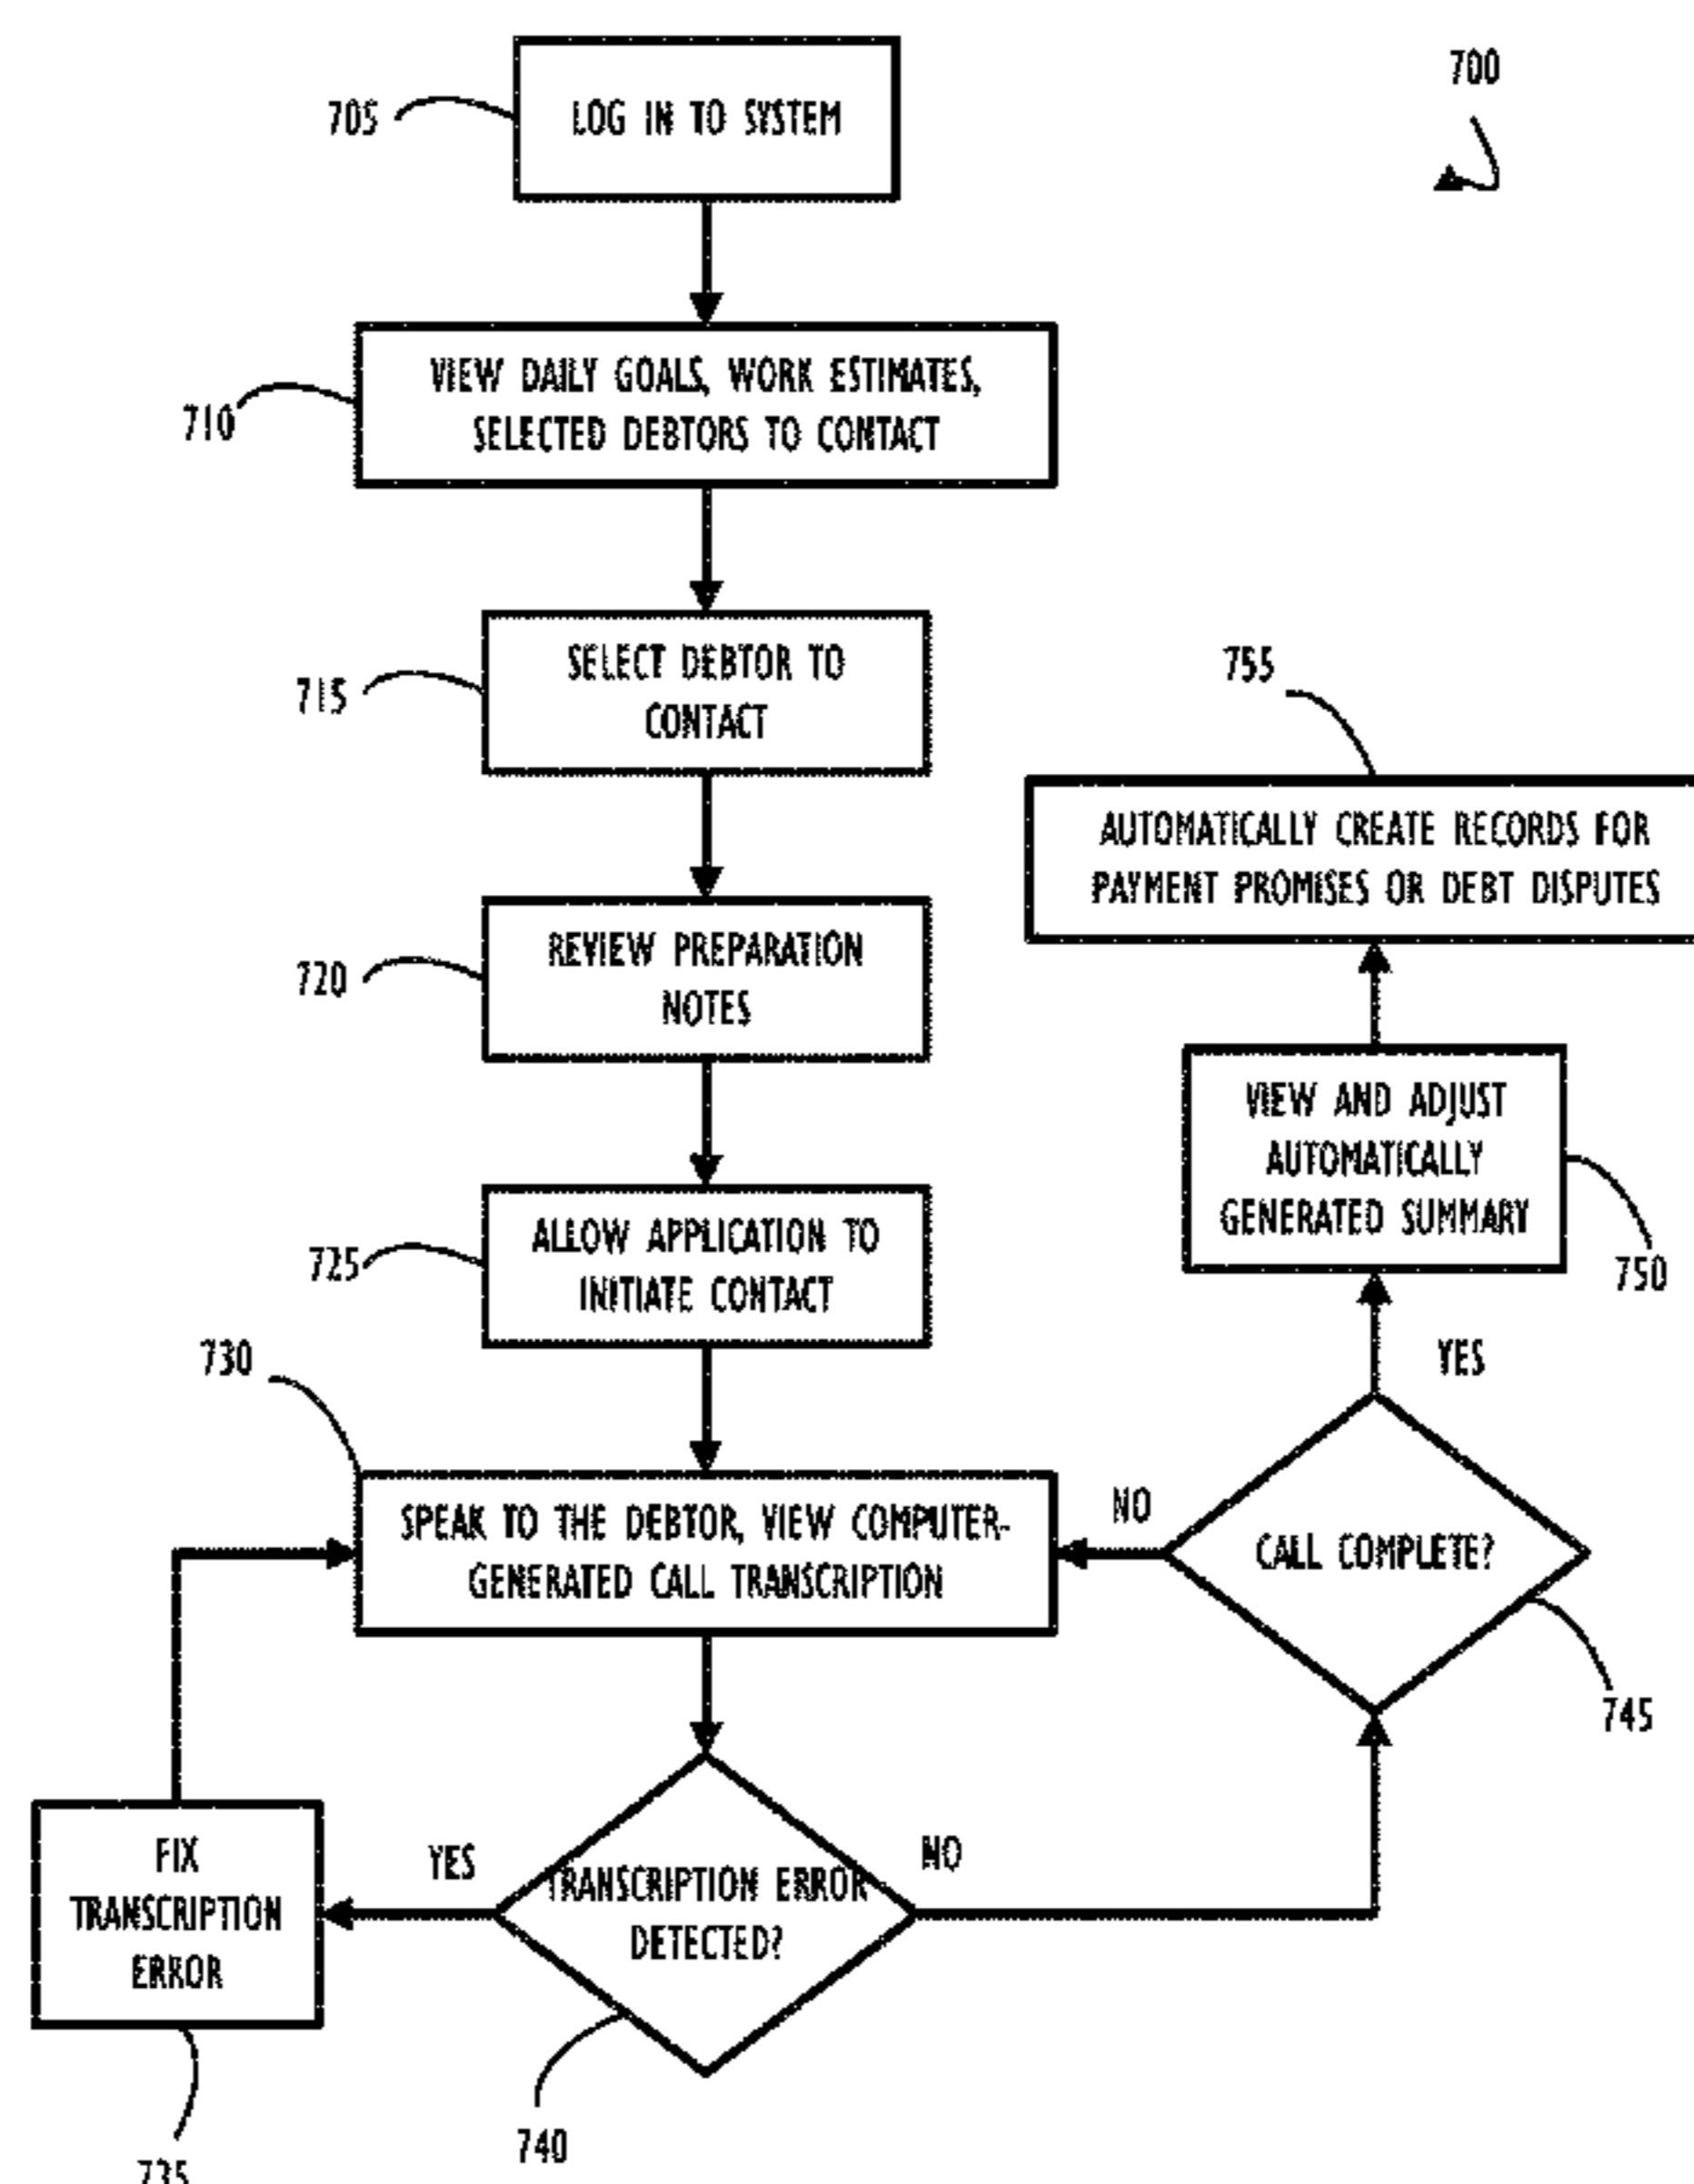 700
705
LOG IN TO SYSTEM
710
VIEW DAILY GOALS, WORK ESTIMATES,
SELECTED DEBTORS TO CONTACT
715
SELECT DEBTOR TO
CONTACT
755
AUTOMATICALLY CREATE RECORDS FOR
PAYMENT PROMISES OR DEBT DISPUTES
720
REVIEW PREPARATION
NOTES
VIEW AND ADJUST
AUTOMATICALLY
GENERATED SUMMARY
750
725
ALLOW APPLICATION TO
INITIATE CONTACT
730
YES
SPEAK TO THE DEBTOR, VIEW COMPUTER-
GENERATED CALL TRANSCRIPTION
NO
CALL COMPLETE?
745
FIX
TRANSCRIPTION
ERROR
YES
TRANSCRIPTION ERROR
DETECTED?
NO
740
735